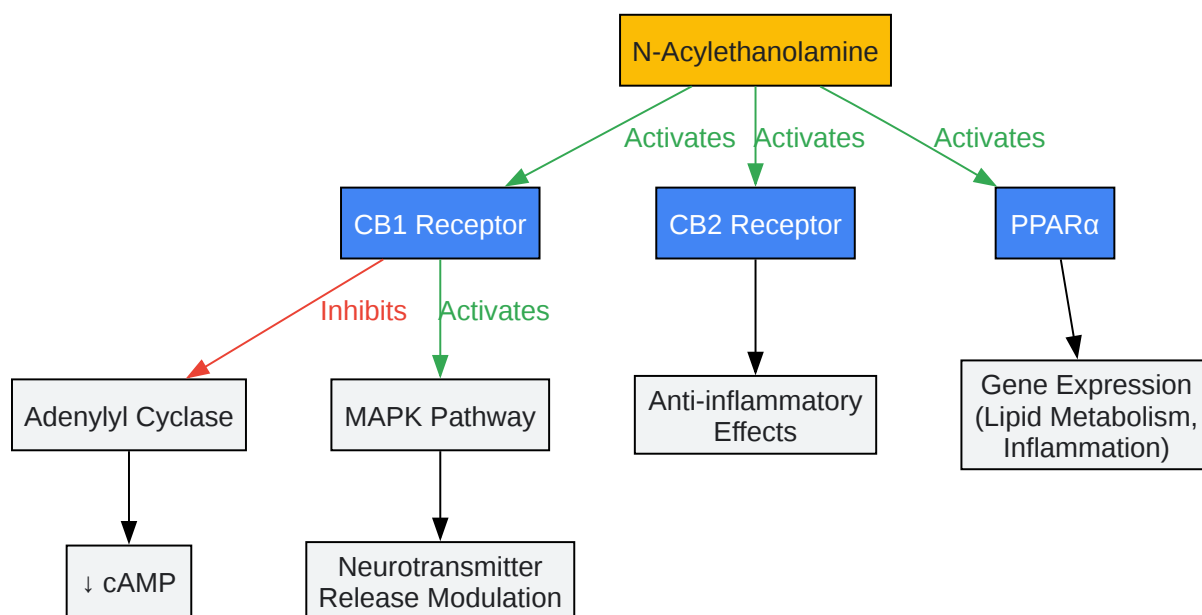 N-Acylethanolamine
Activates
Activates
Activates
CB1 Receptor
CB2 Receptor
PPARα
Inhibits
Activates
Adenylyl Cyclase
MAPK Pathway
Anti-inflammatory
Effects
Gene Expression
(Lipid Metabolism,
Inflammation)
↓ cAMP
Neurotransmitter
Release Modulation